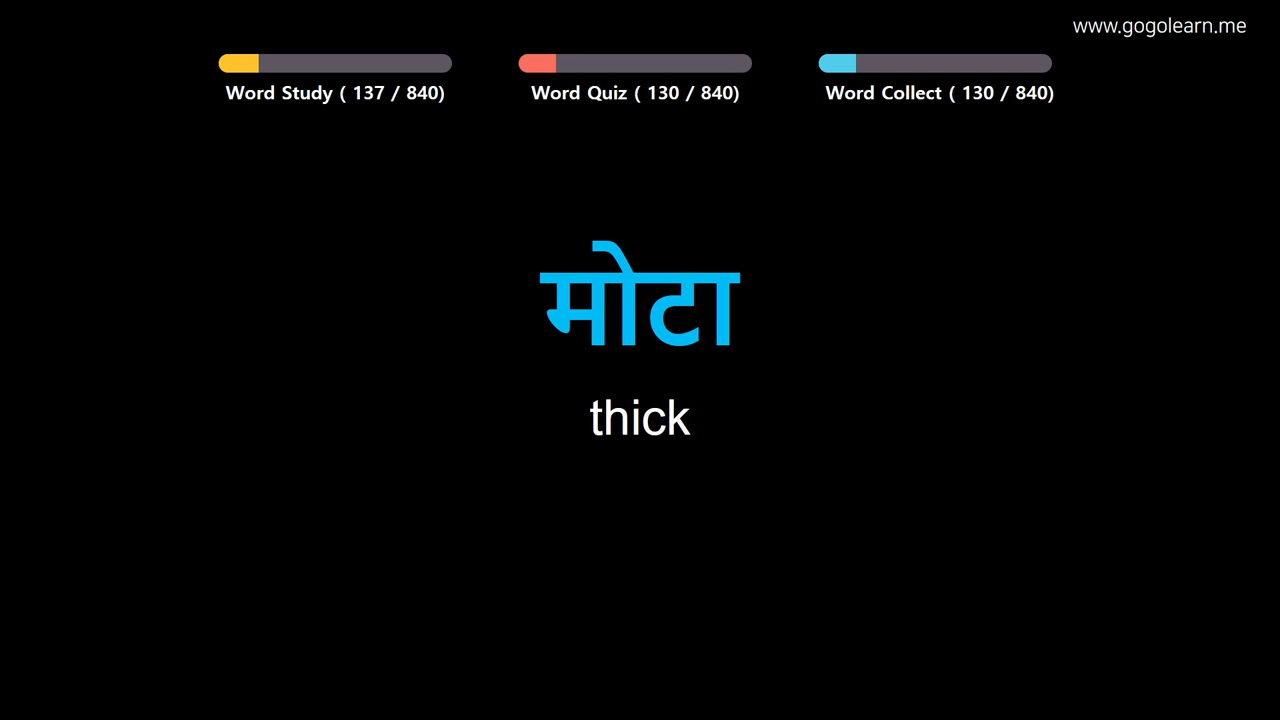 www.gogolearn.me
Word Study ( 137 / 840)
Word Quiz ( 130 / 840)
Word Collect ( 130 / 840)
मोटा
thick